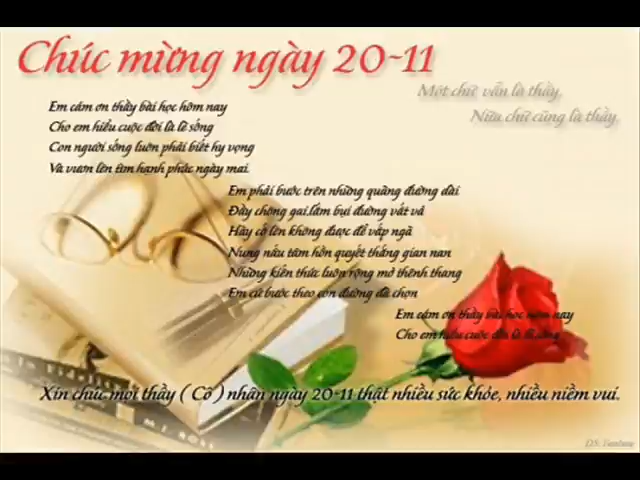 Chúc mừng ngày 20-11
Một chữ vẫn là thầy,
Nửa chữ cũng là thầy.
Em cám ơn thầy bài học hôm nay
Cho em hiểu cuộc đời là lẽ sống
Con người sống luôn phải biết hy vọng
Và vươn lên tìm hạnh phúc ngày mai.
Em phải bước trên những quãng đường dài
Đầy chông gai.lấm bụi đường vất vả
Hãy cố lên không được để vấp ngã
Nung nấu tâm hồn quyết thắng gian nan
Những kiến thức luôn rộng mở thênh thang
Em cứ bước theo con đường đã chọn
Em cám ơn thầy bài học hôm nay
Cho em hiểu cuộc đời là lẽ sống
Xin chúc mọi thầy ( Cô ) nhân ngày 20-11 thật nhiều sức khỏe, nhiều niềm vui.